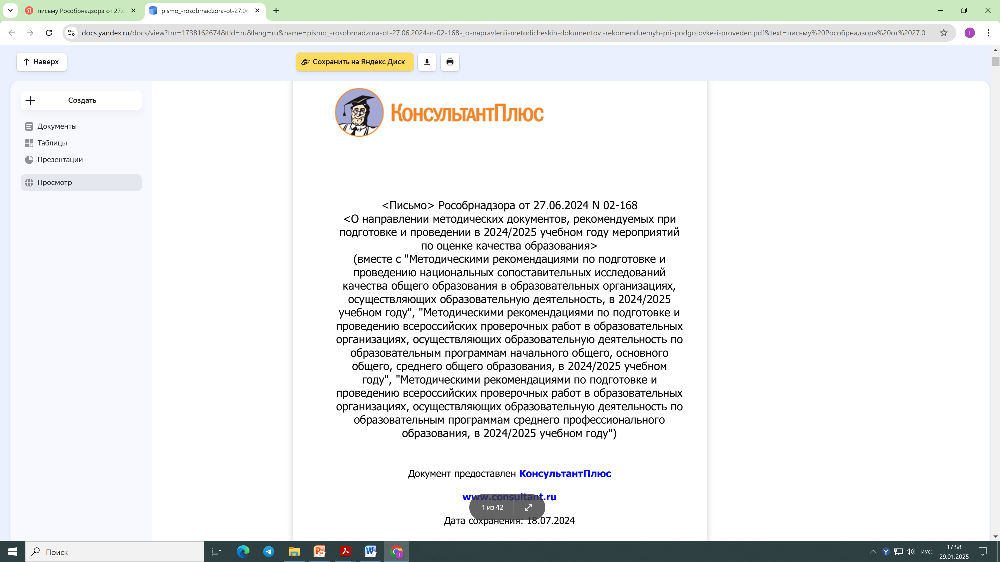 письму Рособрнадзора от 27.0
pismo_-rosobrnadzora-ot-27.06
docs.yandex.ru/docs/view?tm=1738162674&tld=ru&lang=ru&name=pismo_-rosobrnadzora-ot-27.06.2024-n-02-168-_o-napravlenii-metodicheskih-dokumentov.-rekomenduemyh-pri-podgotovke-i-proveden.pdf&text=письму%20Рособрнадзора%20от%2027.0...
Наверх
Сохранить на Яндекс Диск
Создать
Документы
Таблицы
Презентации
Просмотр
КонсультантПлюс
<Письмо> Рособрнадзора от 27.06.2024 N 02-168
<О направлении методических документов, рекомендуемых при
подготовке и проведении в 2024/2025 учебном году мероприятий
по оценке качества образования>
(вместе с "Методическими рекомендациями по подготовке и
проведению национальных сопоставительных исследований
качества общего образования в образовательных организациях,
осуществляющих образовательную деятельность, в 2024/2025
учебном году", "Методическими рекомендациями по подготовке и
проведению всероссийских проверочных работ в образовательных
организациях, осуществляющих образовательную деятельность по
образовательным программам начального общего, основного
общего, среднего общего образования, в 2024/2025 учебном
году", "Методическими рекомендациями по подготовке и
проведению всероссийских проверочных работ в образовательных
организациях, осуществляющих образовательную деятельность по
образовательным программам среднего профессионального
образования, в 2024/2025 учебном году")
Документ предоставлен КонсультантПлюс
www.consultant.ru
1 из 42
Дата сохранения: 18.07.2024
Поиск
РУС
17:58
29.01.2025